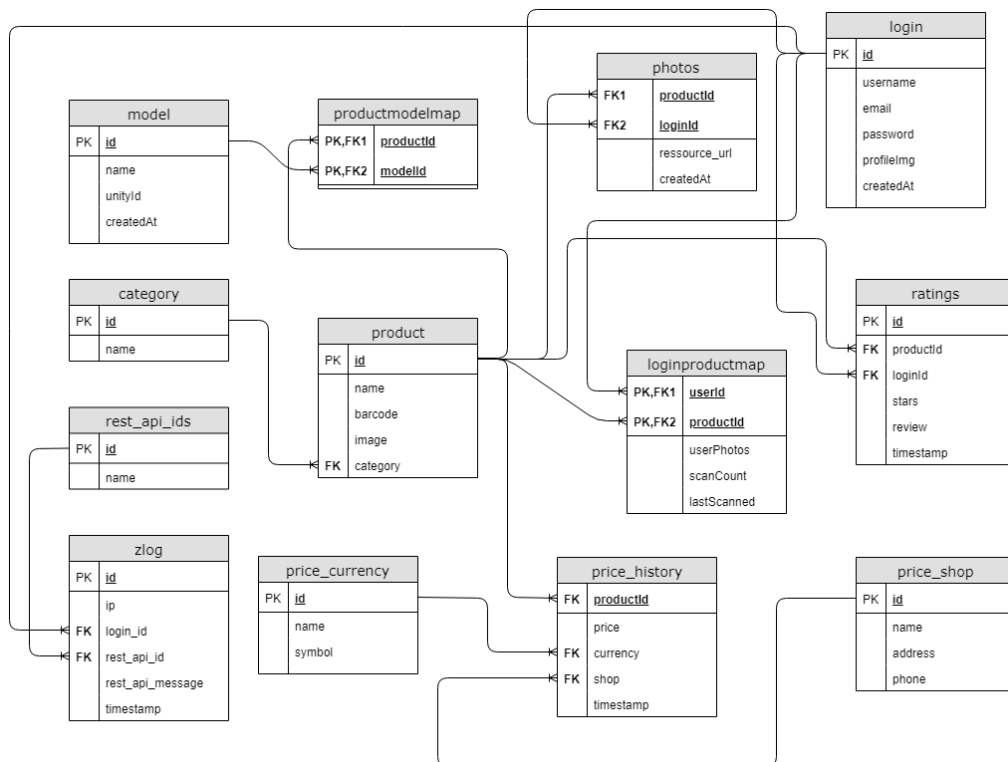 login
PK id
username
email
password
profileImg
createdAt
photos
FK1 productId
FK2 loginId
ressource_url
createdAt
model
PK id
name
unityId
createdAt
productmodelmap
PK,FK1 productId
PK,FK2 modelId
category
PK id
name
product
PK id
name
barcode
image
FK category
ratings
PK id
FK productId
FK loginId
stars
review
timestamp
loginproductmap
PK,FK1 userId
PK,FK2 productId
userPhotos
scanCount
lastScanned
rest_api_ids
PK id
name
zlog
PK id
ip
FK login_id
FK rest_api_id
rest_api_message
timestamp
price_currency
PK id
name
symbol
price_history
FK productId
price
FK currency
FK shop
timestamp
price_shop
PK id
name
address
phone